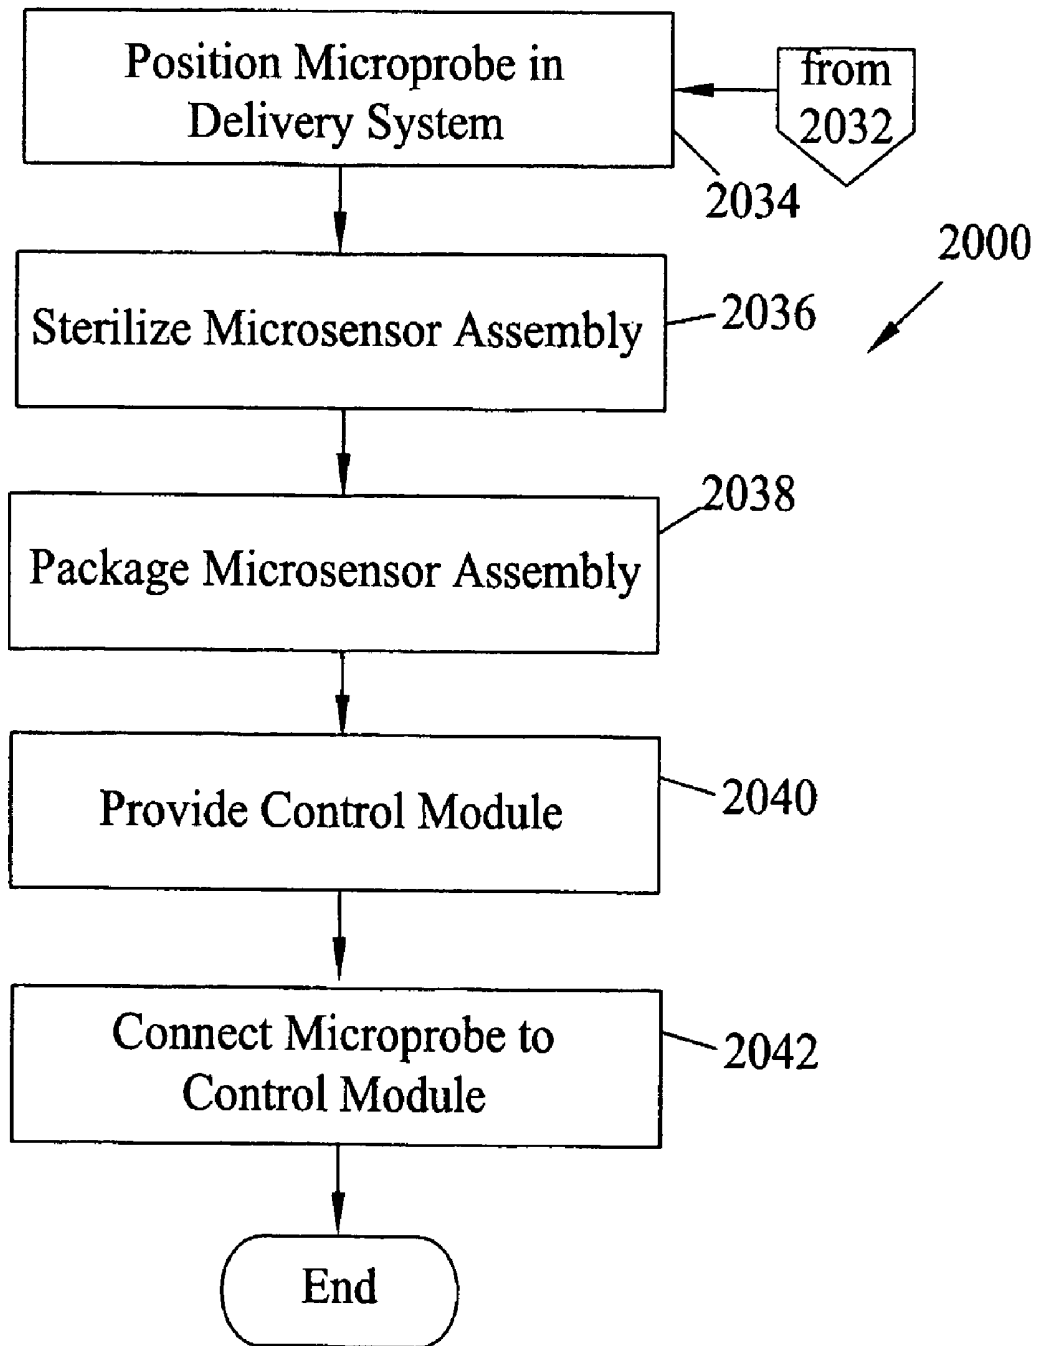 Position Microprobe in
Delivery System
from
2032
2034
2000
Sterilize Microsensor Assembly
2036
2038
Package Microsensor Assembly
Provide Control Module
2040
Connect Microprobe to
Control Module
2042
End